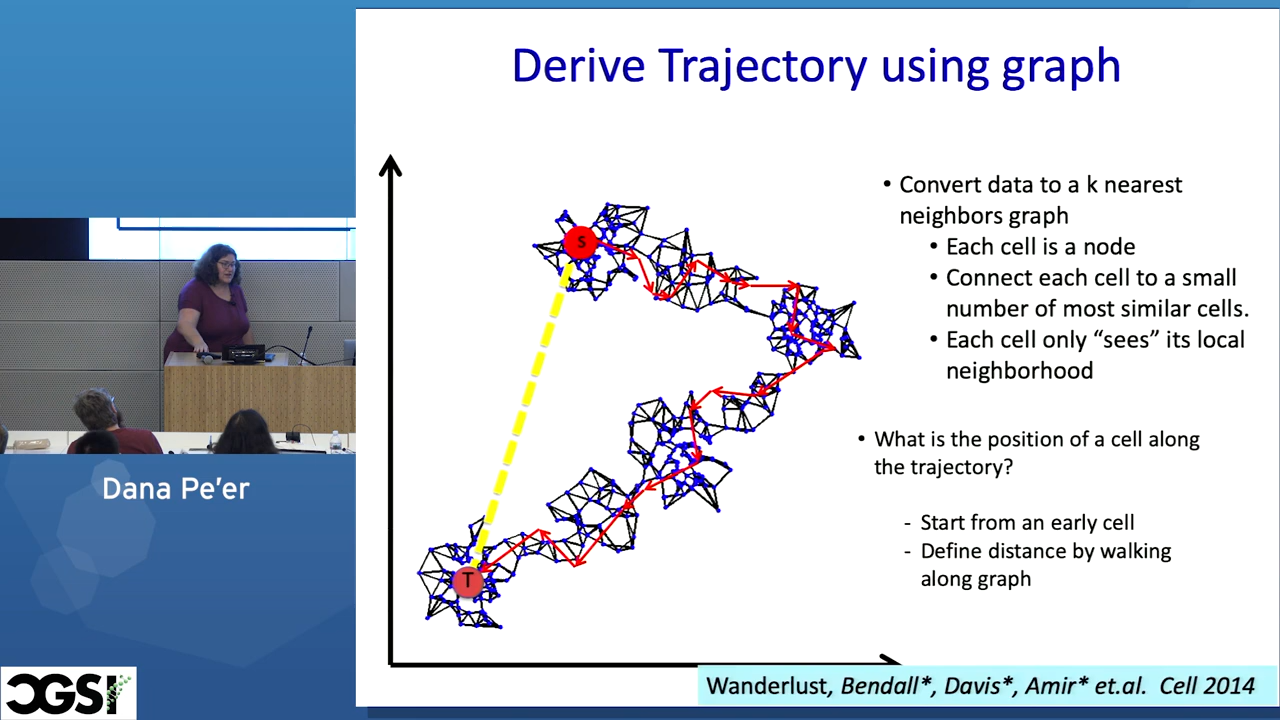 Derive Trajectory using graph
• Convert data to a k nearest
neighbors graph
• Each cell is a node
• Connect each cell to a small
number of most similar cells.
• Each cell only “sees” its local
neighborhood
• What is the position of a cell along
the trajectory?
- Start from an early cell
- Define distance by walking
along graph
S
T
Wanderlust, Bendall*, Davis*, Amir* et.al. Cell 2014
Dana Pe'er
CGSI